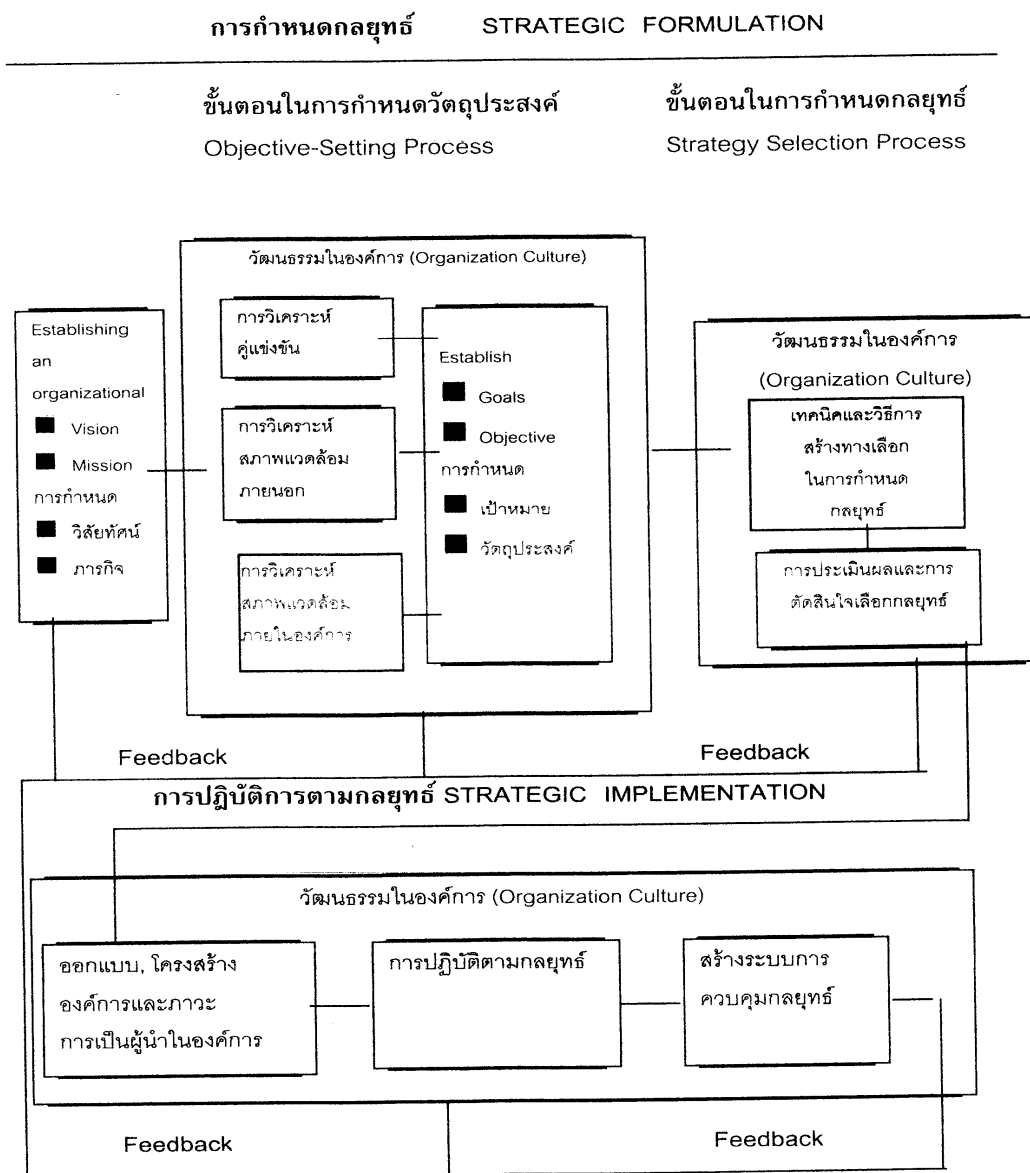 การกำหนดกลยุทธ์ STRATEGIC FORMULATION
ขั้นตอนในการกำหนดวัตถุประสงค์
Objective-Setting Process
ขั้นตอนในการกำหนดกลยุทธ์
Strategy Selection Process
Establishing
an
organizational
Vision
Mission
การกำหนด
วิสัยทัศน์
ภารกิจ
วัฒนธรรมในองค์การ (Organization Culture)
การวิเคราะห์
คู่แข่งขัน
การวิเคราะห์
สภาพแวดล้อม
ภายนอก
การวิเคราะห์
สภาพแวดล้อม
ภายในองค์การ
Establish
Goals
Objective
การกำหนด
เป้าหมาย
วัตถุประสงค์
วัฒนธรรมในองค์การ
(Organization Culture)
เทคนิคและวิธีการ
สร้างทางเลือก
ในการกำหนด
กลยุทธ์
การประเมินผลและการ
ตัดสินใจเลือกกลยุทธ์
Feedback
Feedback
การปฎิบัติการตามกลยุทธ์ STRATEGIC IMPLEMENTATION
วัฒนธรรมในองค์การ (Organization Culture)
ออกแบบ, โครงสร้าง
องค์การและภาวะ
การเป็นผู้นำในองค์การ
การปฏิบัติตามกลยุทธ์
สร้างระบบการ
ควบคุมกลยุทธ์
Feedback
Feedback